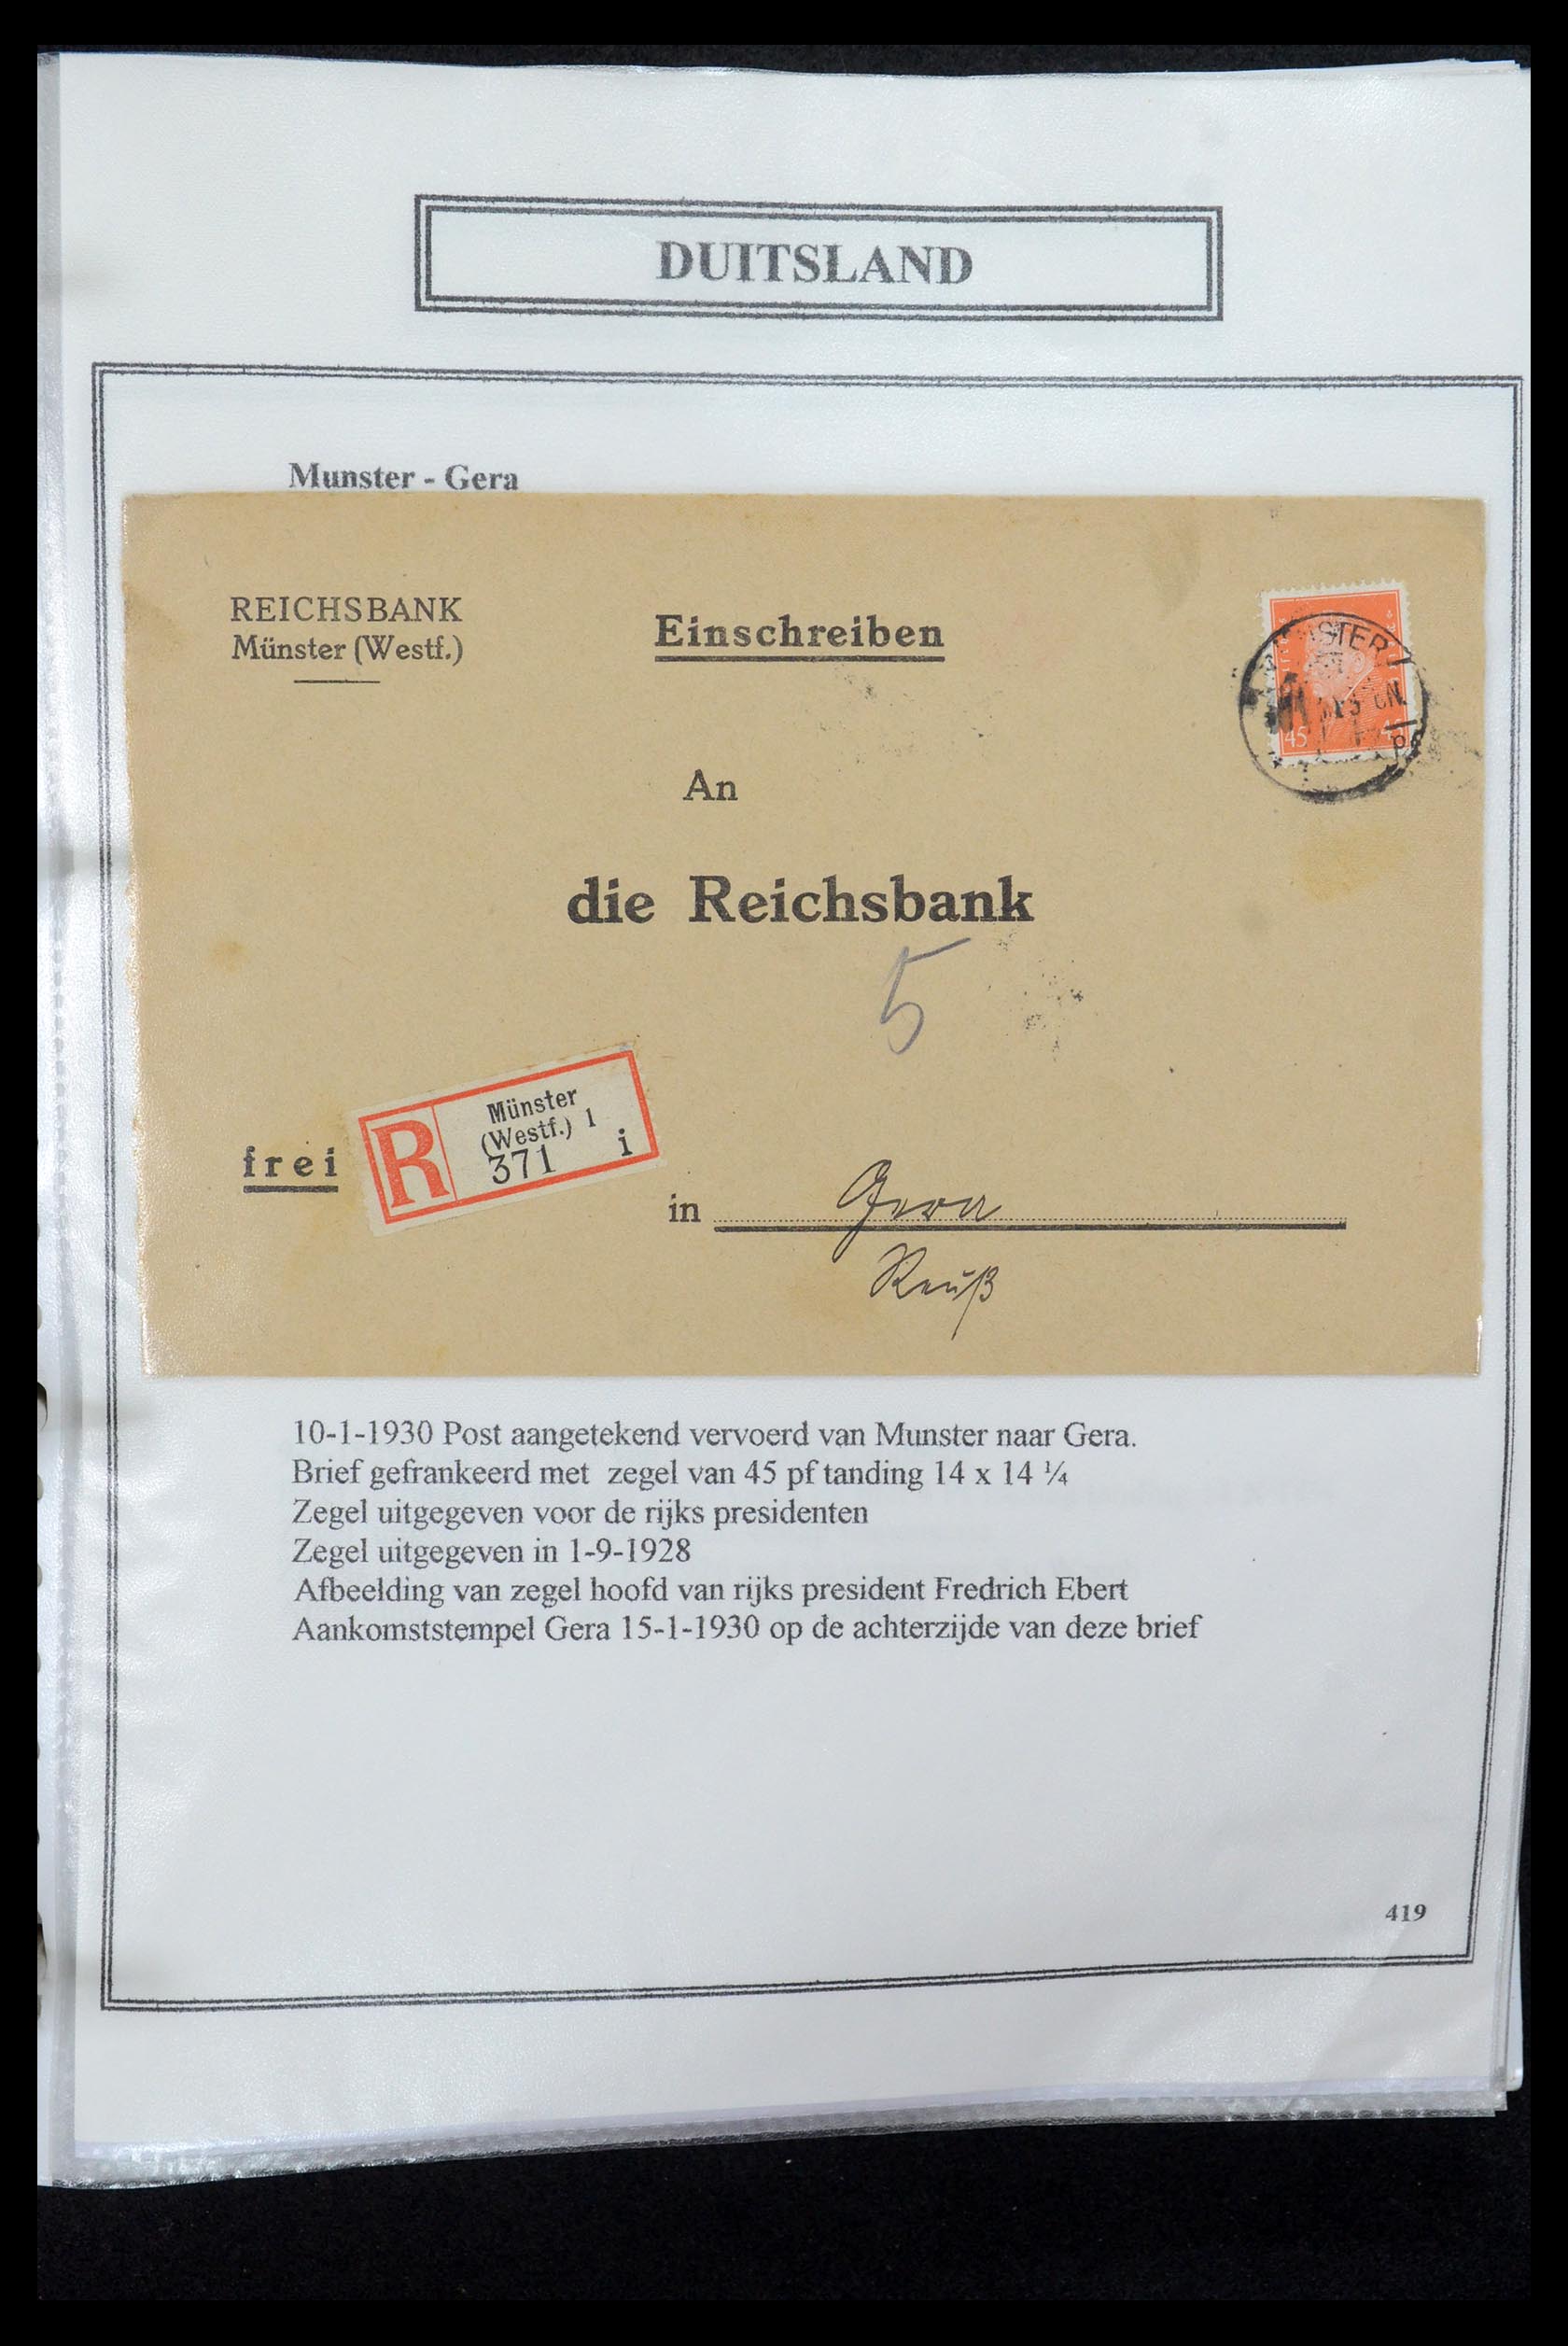 DUITSLAND
Munster - Gera
REICHSBANK
Münster (Westf.)
Einschreiben
45
An
die Reichsbank
5
frei
R
Münster
(Westf.) 1
371 i
in Gera
Reuß
10-1-1930 Post aangetekend vervoerd van Munster naar Gera.
Brief gefrankeerd met zegel van 45 pf tanding 14 x 14 ¼
Zegel uitgegeven voor de rijks presidenten
Zegel uitgegeven in 1-9-1928
Afbeelding van zegel hoofd van rijks president Fredrich Ebert
Aankomststempel Gera 15-1-1930 op de achterzijde van deze brief
419